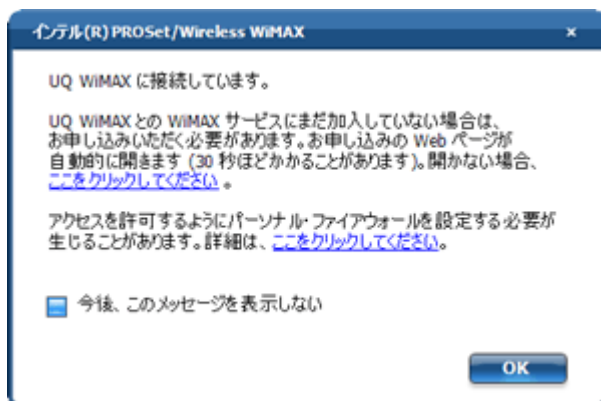 インテル(R) PROSet/Wireless WiMAX
UQ WiMAX に接続しています。
UQ WiMAX との WiMAX サービスにまだ加入していない場合は、
お申し込みいただく必要があります。お申し込みの Web ページが
自動的に開きます (30 秒ほどかかることがあります)。開かない場合、
ここをクリックしてください 。
アクセスを許可するようにパーソナル・ファイアウォールを設定する必要が
生じることがあります。詳細は、ここをクリックしてください。
今後、このメッセージを表示しない
OK